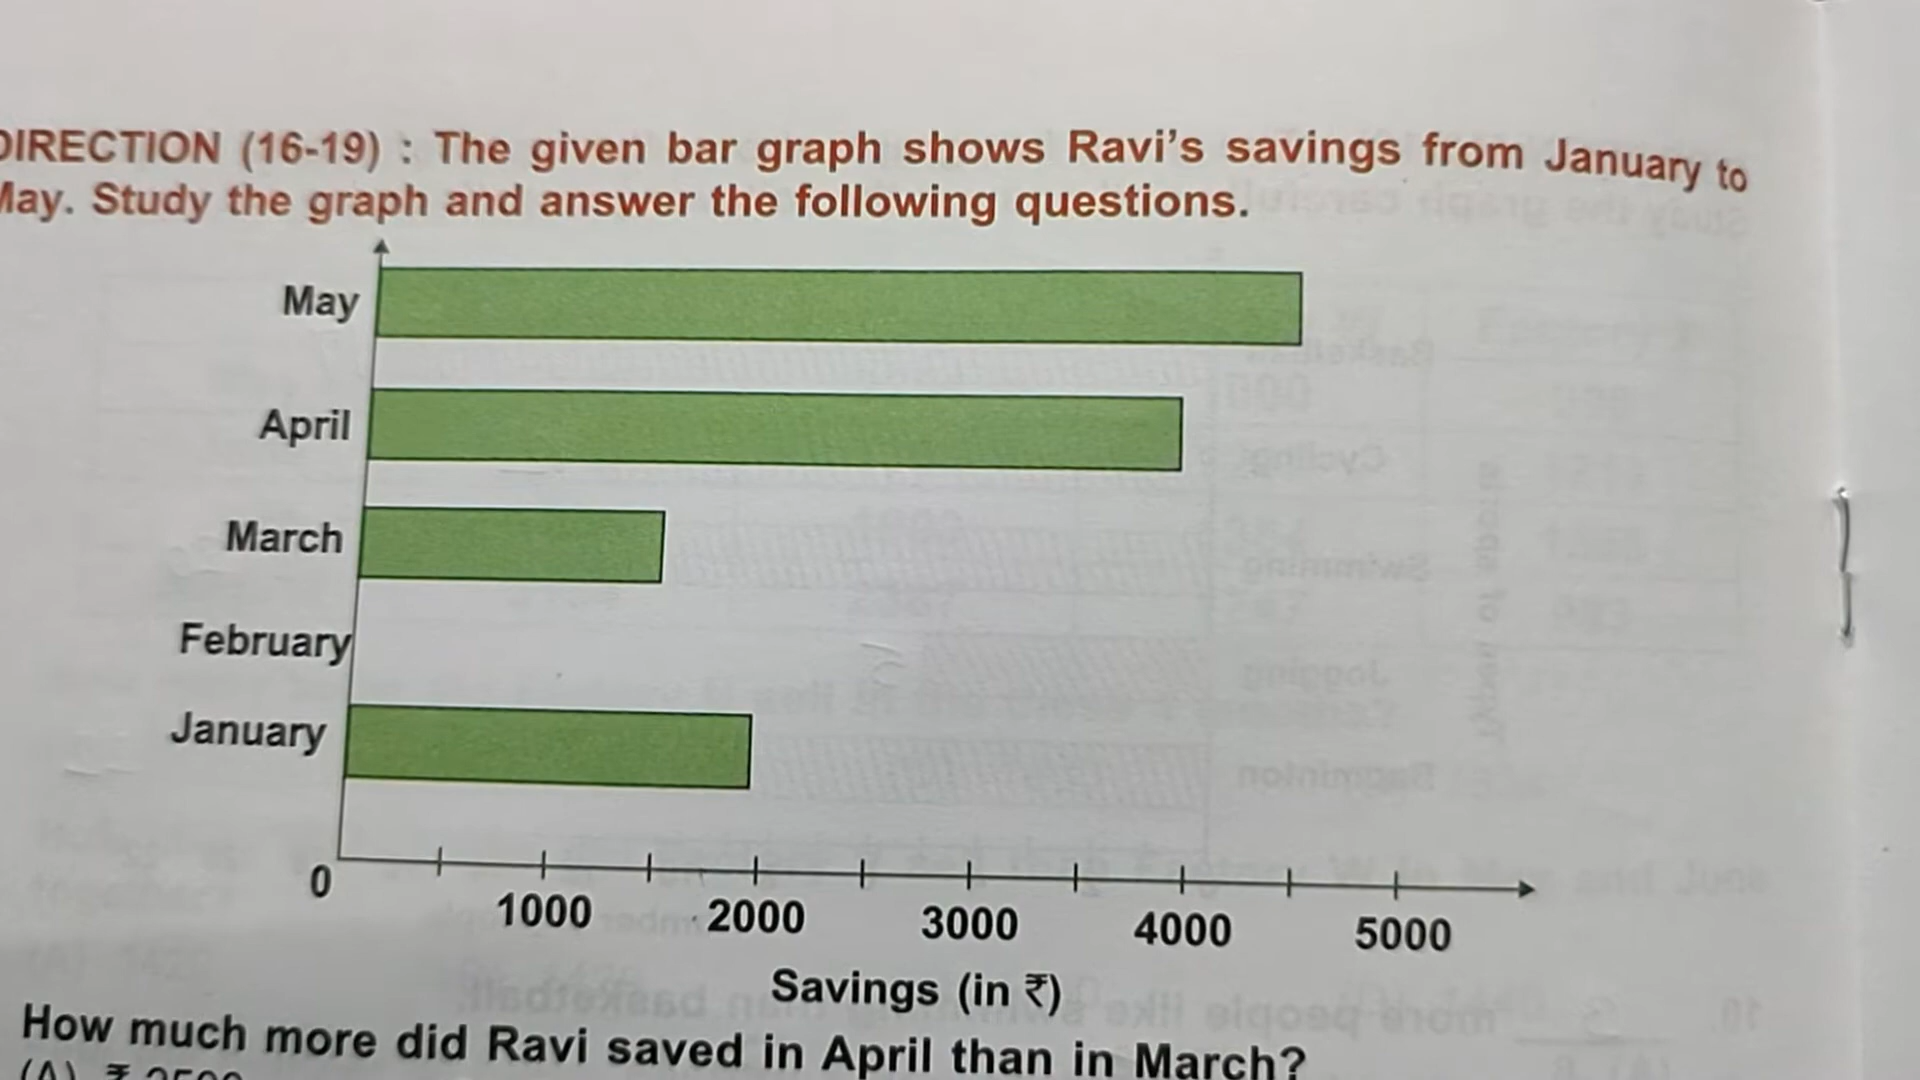 DIRECTION (16-19) : The given bar graph shows Ravi's savings from January to
May. Study the graph and answer the following questions.
May
April
March
February
January
0
1000 2000 3000 4000 5000
Savings (in ₹)
How much more did Ravi saved in April than in March?
(A) ₹